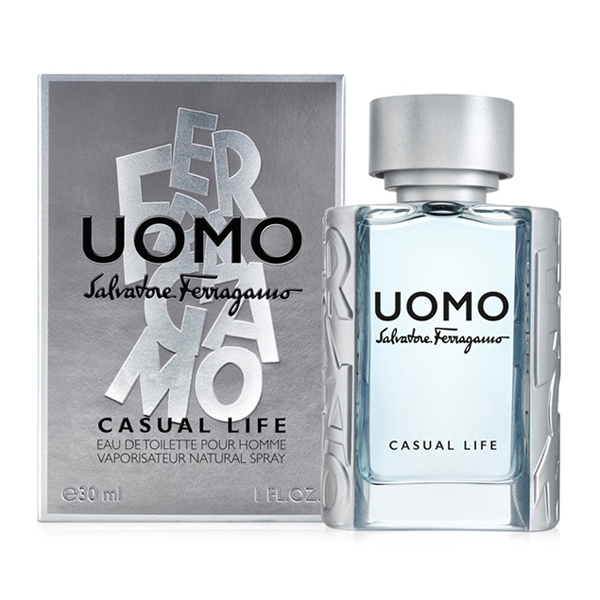 FERRAGAMO
UOMO
Salvatore Ferragamo
CASUAL LIFE
EAU DE TOILETTE POUR HOMME
VAPORISATEUR NATURAL SPRAY
℮30 ml 1 FL.OZ.
UOMO
Salvatore Ferragamo
CASUAL LIFE